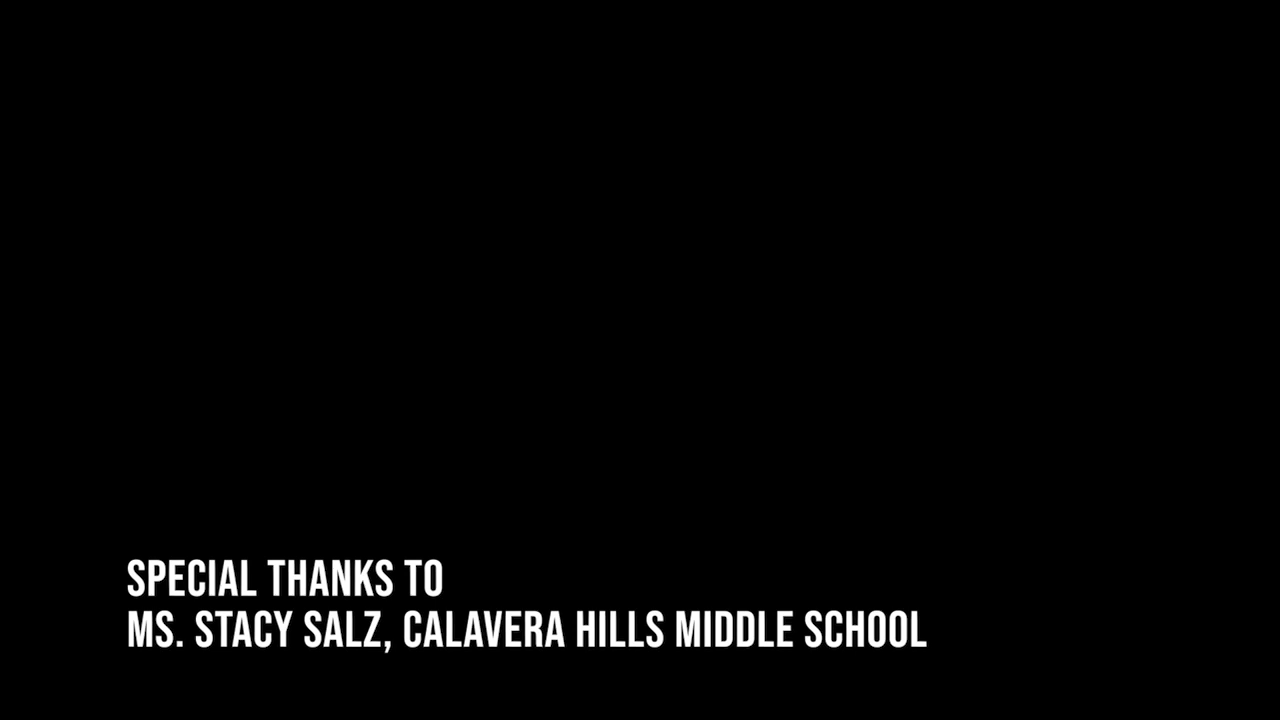 SPECIAL THANKS TO
MS. STACY SALZ, CALAVERA HILLS MIDDLE SCHOOL